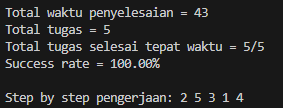 Total waktu penyelesaian = 43
Total tugas = 5
Total tugas selesai tepat waktu = 5/5
Success rate = 100.00%
Step by step pengerjaan: 2 5 3 1 4